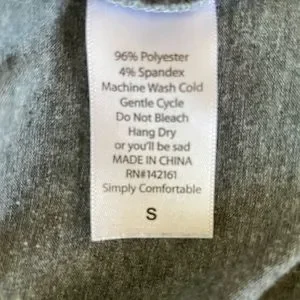 96% Polyester
4% Spandex
Machine Wash Cold
Gentle Cycle
Do Not Bleach
Hang Dry
or you'll be sad
MADE IN CHINA
RN#142161
Simply Comfortable
S